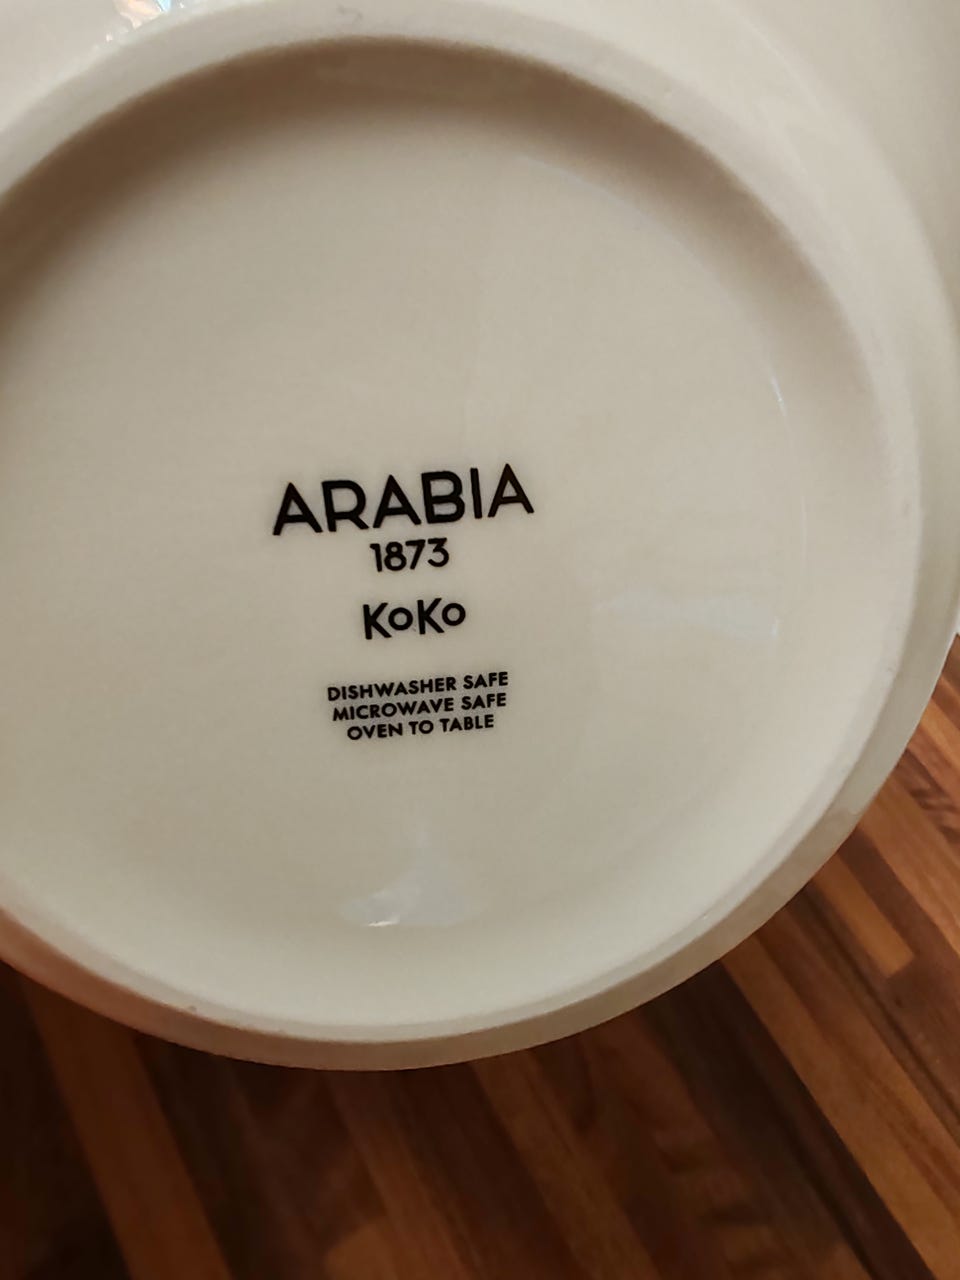 ARABIA
1873
KoKo
DISHWASHER SAFE
MICROWAVE SAFE
OVEN TO TABLE